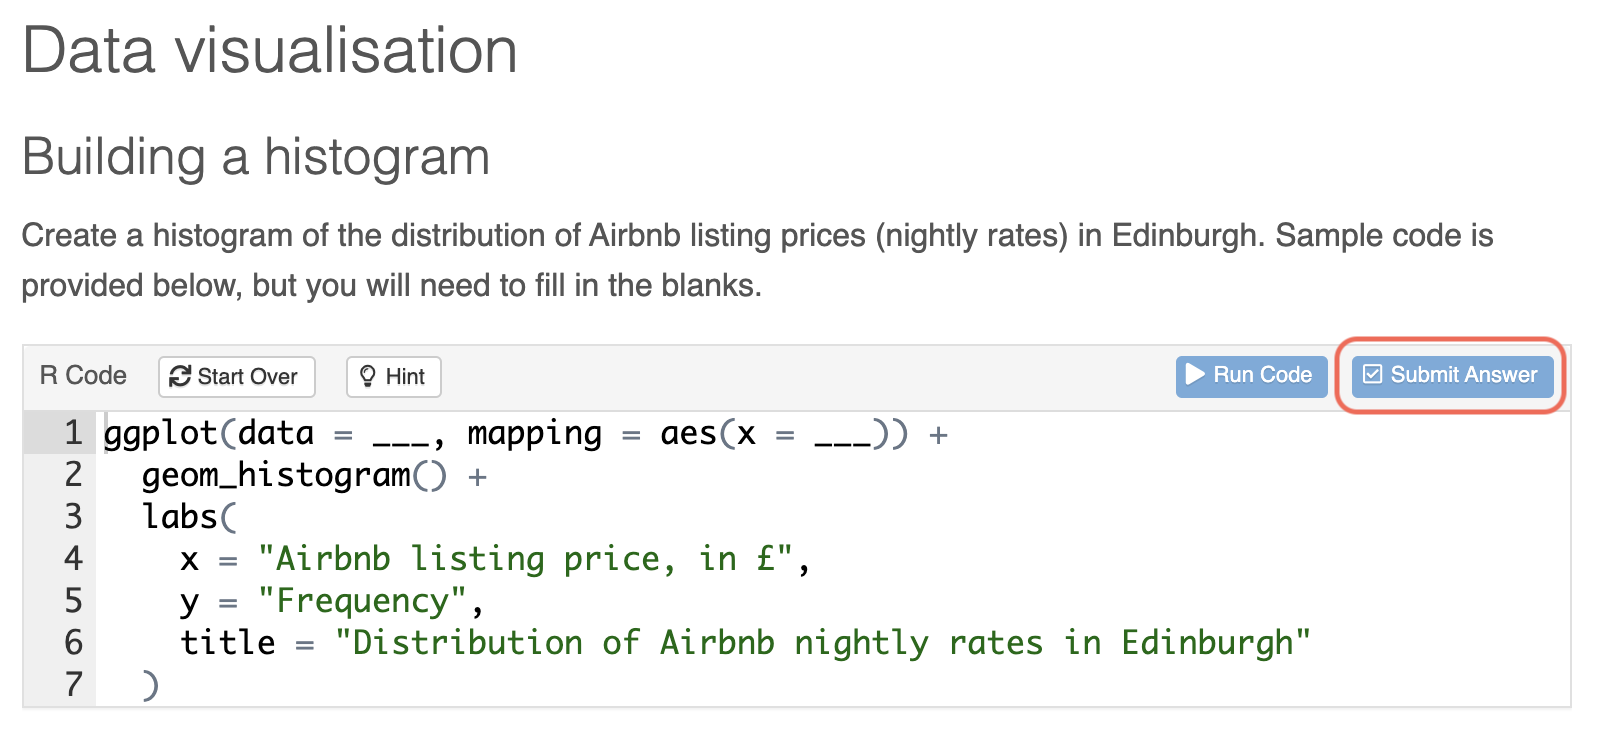 Data visualisation
Building a histogram
Create a histogram of the distribution of Airbnb listing prices (nightly rates) in Edinburgh. Sample code is
provided below, but you will need to fill in the blanks.
R Code Start Over Hint Run Code Submit Answer
1 ggplot(data = ___, mapping = aes(x = ___)) +
2   geom_histogram() +
3   labs(
4     x = "Airbnb listing price, in £",
5     y = "Frequency",
6     title = "Distribution of Airbnb nightly rates in Edinburgh"
7   )